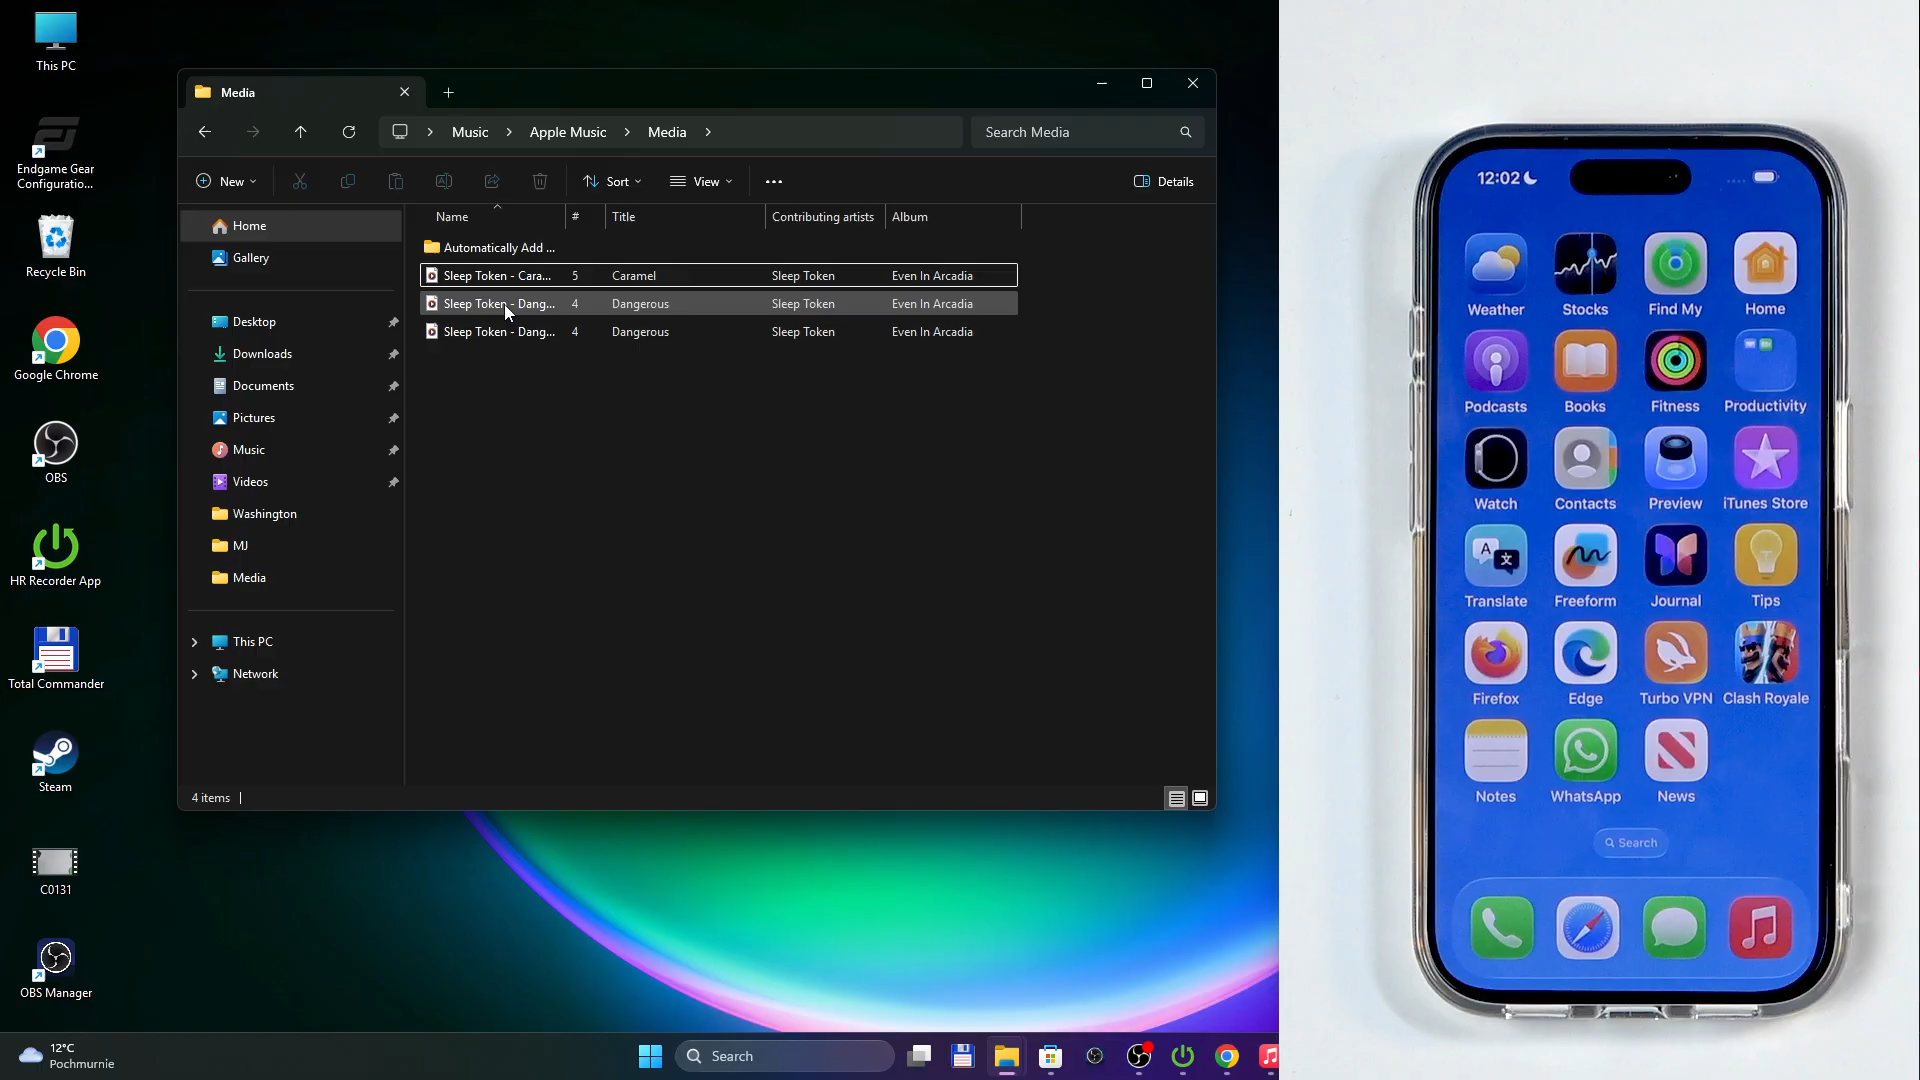 This PC
Endgame Gear
Configuratio...
Recycle Bin
Google Chrome
OBS
HR Recorder App
Total Commander
Steam
C0131
OBS Manager
Media
Music
Apple Music
Media
Search Media
New
Sort
View
Details
Home
Gallery
Desktop
Downloads
Documents
Pictures
Music
Videos
Washington
MJ
Media
This PC
Network
Name
#
Title
Contributing artists
Album
Automatically Add ...
Sleep Token - Cara... 5 Caramel Sleep Token Even In Arcadia
Sleep Token - Dang... 4 Dangerous Sleep Token Even In Arcadia
Sleep Token - Dang... 4 Dangerous Sleep Token Even In Arcadia
4 items
12°C
Pochmurnie
Search
12:02
Weather
Stocks
Find My
Home
Podcasts
Books
Fitness
Productivity
Watch
Contacts
Preview
iTunes Store
A
文
Translate
Freeform
Journal
Tips
Firefox
Edge
Turbo VPN
Clash Royale
Notes
WhatsApp
News
Search